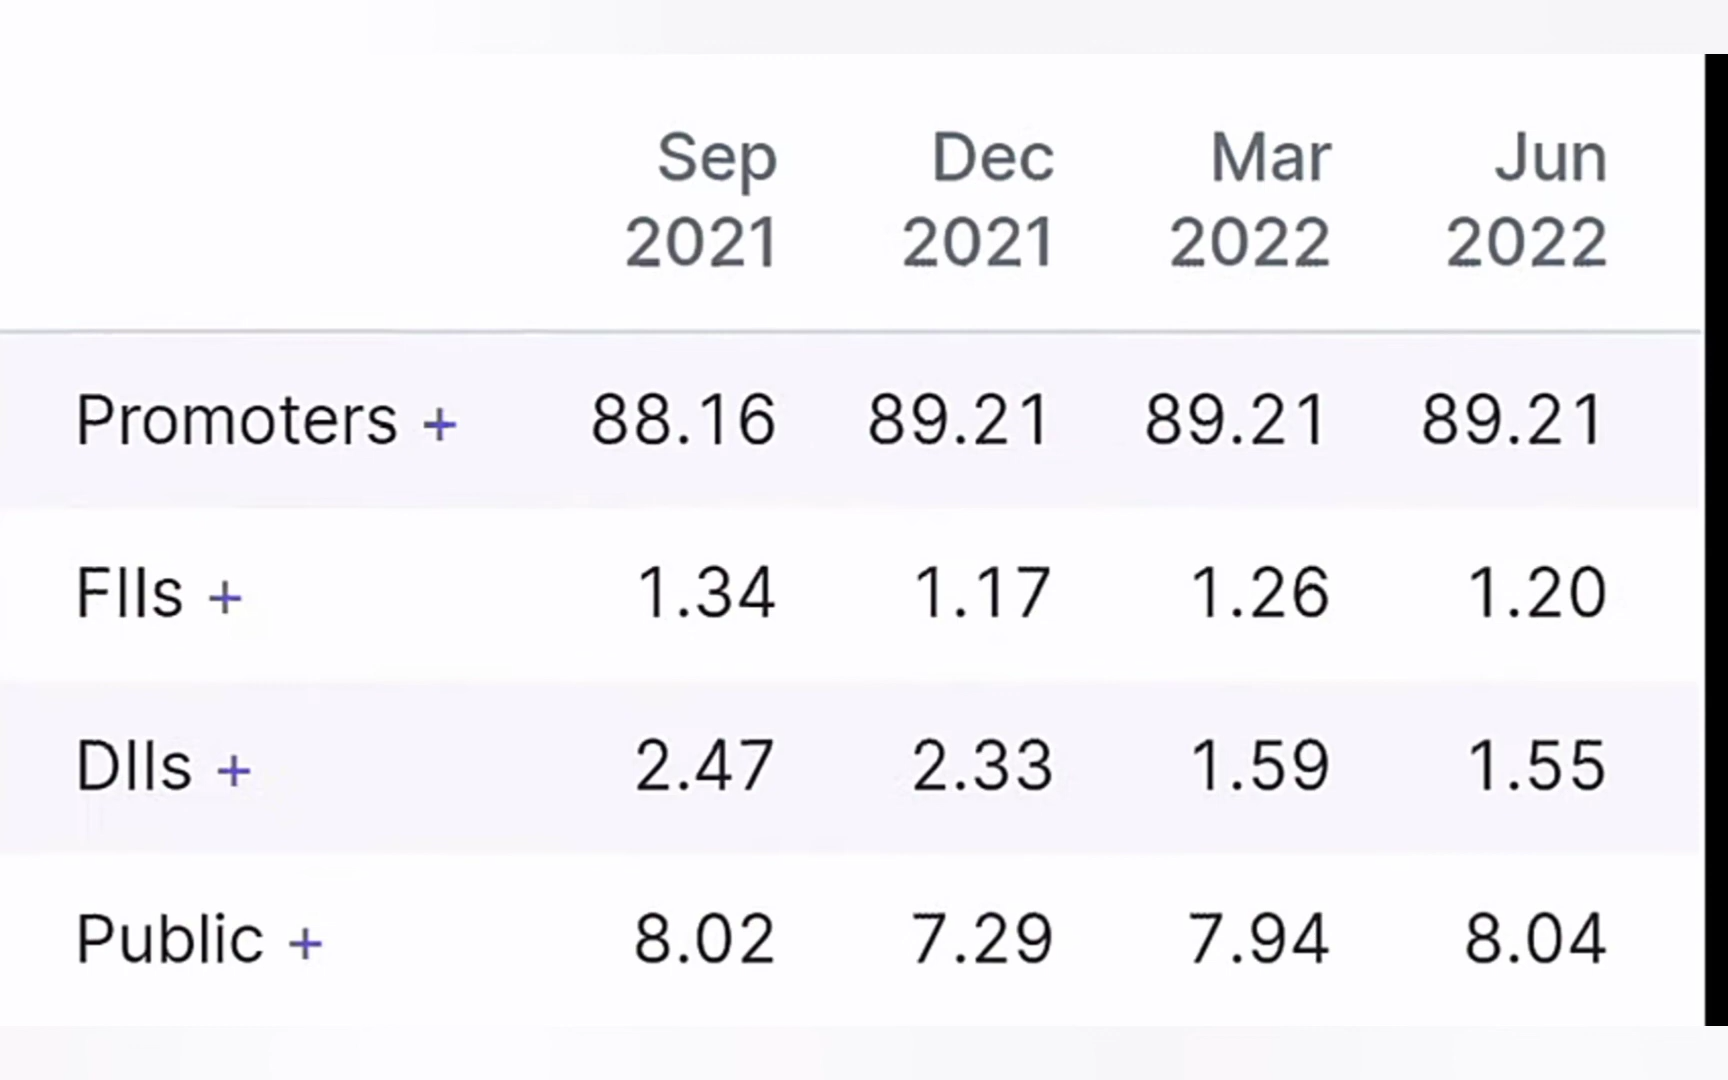 Sep Dec Mar Jun
2021 2021 2022 2022
Promoters + 88.16 89.21 89.21 89.21
FIIs + 1.34 1.17 1.26 1.20
DIIs + 2.47 2.33 1.59 1.55
Public + 8.02 7.29 7.94 8.04